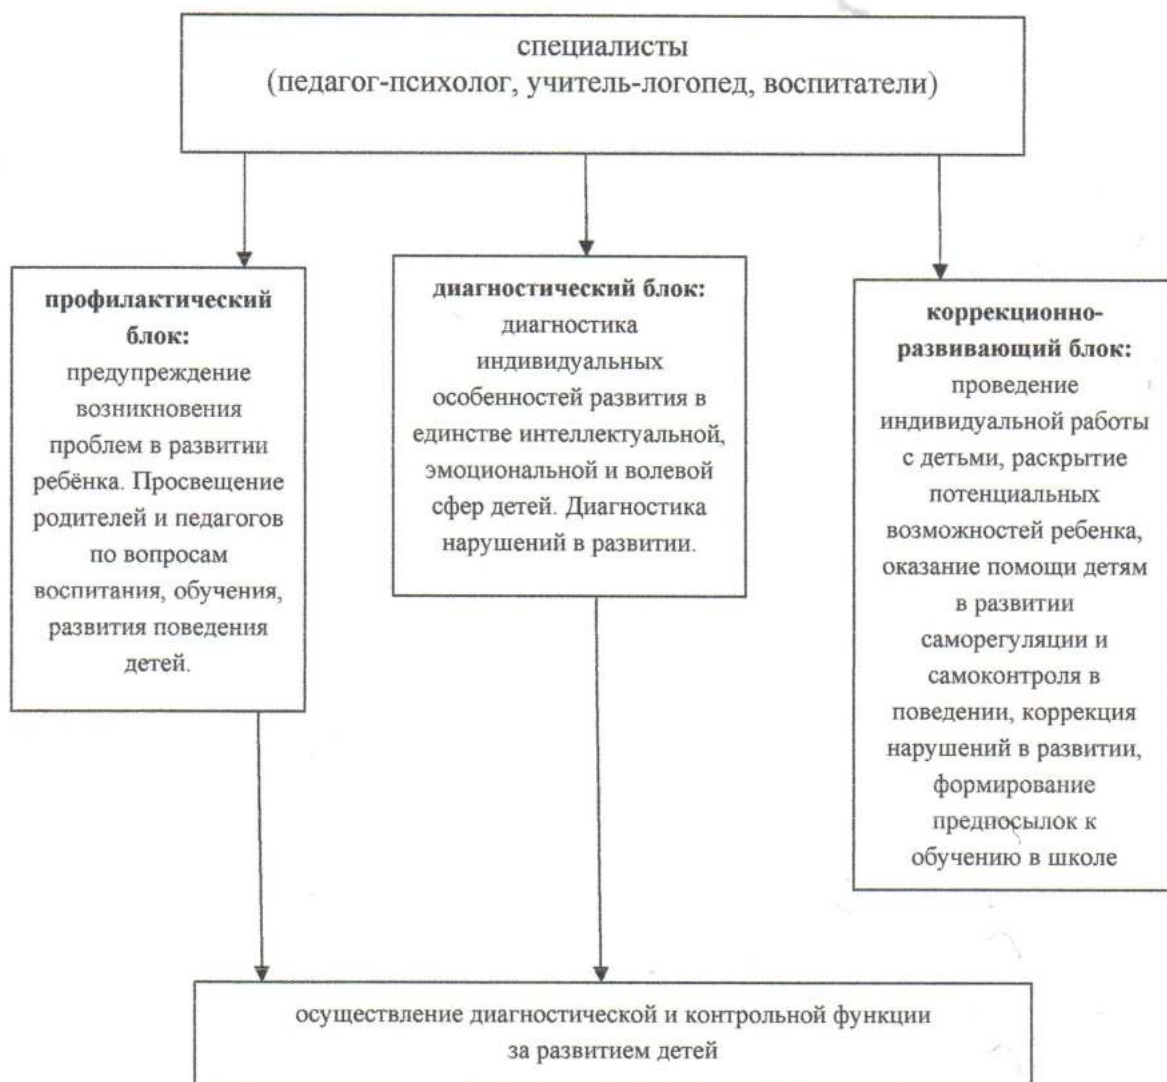 специалисты
(педагог-психолог, учитель-логопед, воспитатели)
профилактический
блок:
предупреждение
возникновения
проблем в развитии
ребёнка. Просвещение
родителей и педагогов
по вопросам
воспитания, обучения,
развития поведения
детей.
диагностический блок:
диагностика
индивидуальных
особенностей развития в
единстве интеллектуальной,
эмоциональной и волевой
сфер детей. Диагностика
нарушений в развитии.
коррекционно-
развивающий блок:
проведение
индивидуальной работы
с детьми, раскрытие
потенциальных
возможностей ребенка,
оказание помощи детям
в развитии
саморегуляции и
самоконтроля в
поведении, коррекция
нарушений в развитии,
формирование
предпосылок к
обучению в школе
осуществление диагностической и контрольной функции
за развитием детей